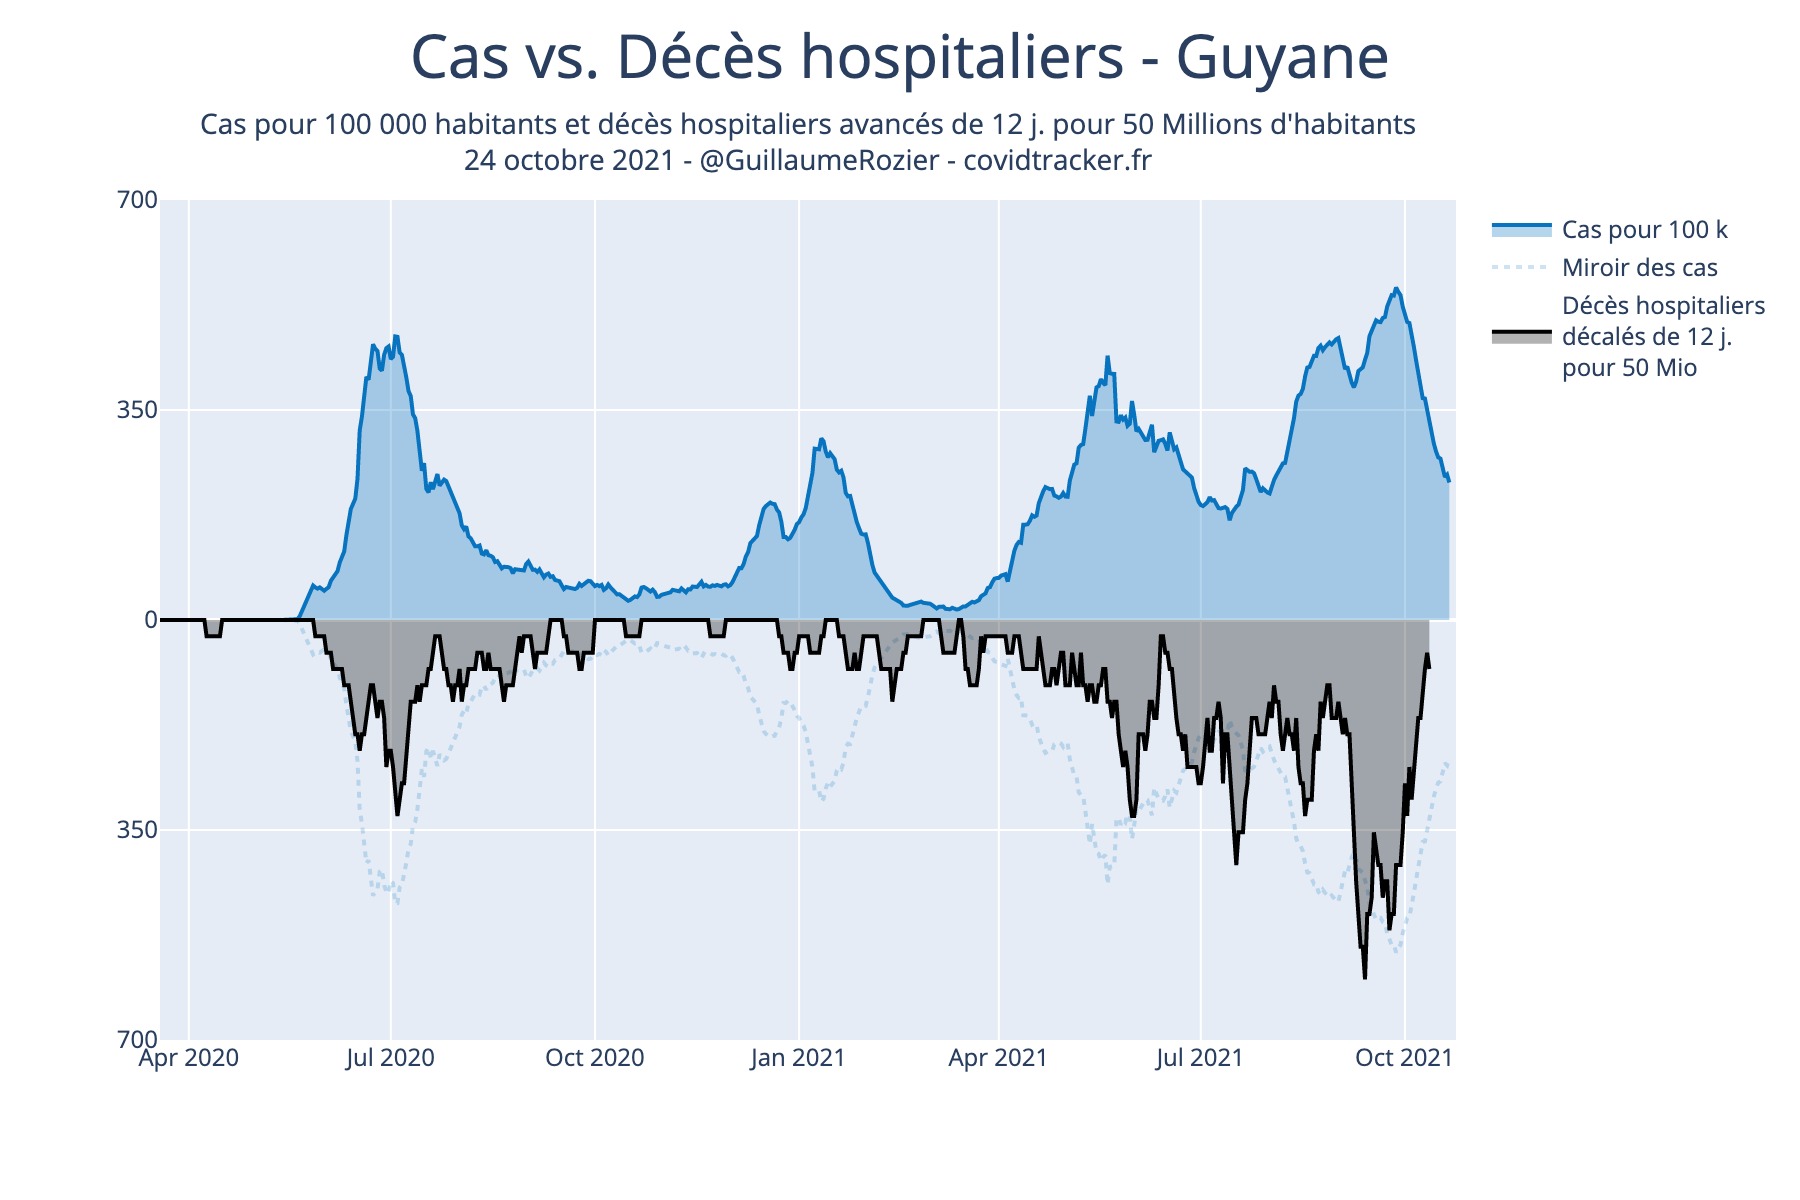 Cas vs. Décès hospitaliers - Guyane
Cas pour 100 000 habitants et décès hospitaliers avancés de 12 j. pour 50 Millions d'habitants
24 octobre 2021 - @GuillaumeRozier - covidtracker.fr
700
350
0
350
700
Apr 2020
Jul 2020
Oct 2020
Jan 2021
Apr 2021
Jul 2021
Oct 2021
Cas pour 100 k
Miroir des cas
Décès hospitaliers
décalés de 12 j.
pour 50 Mio